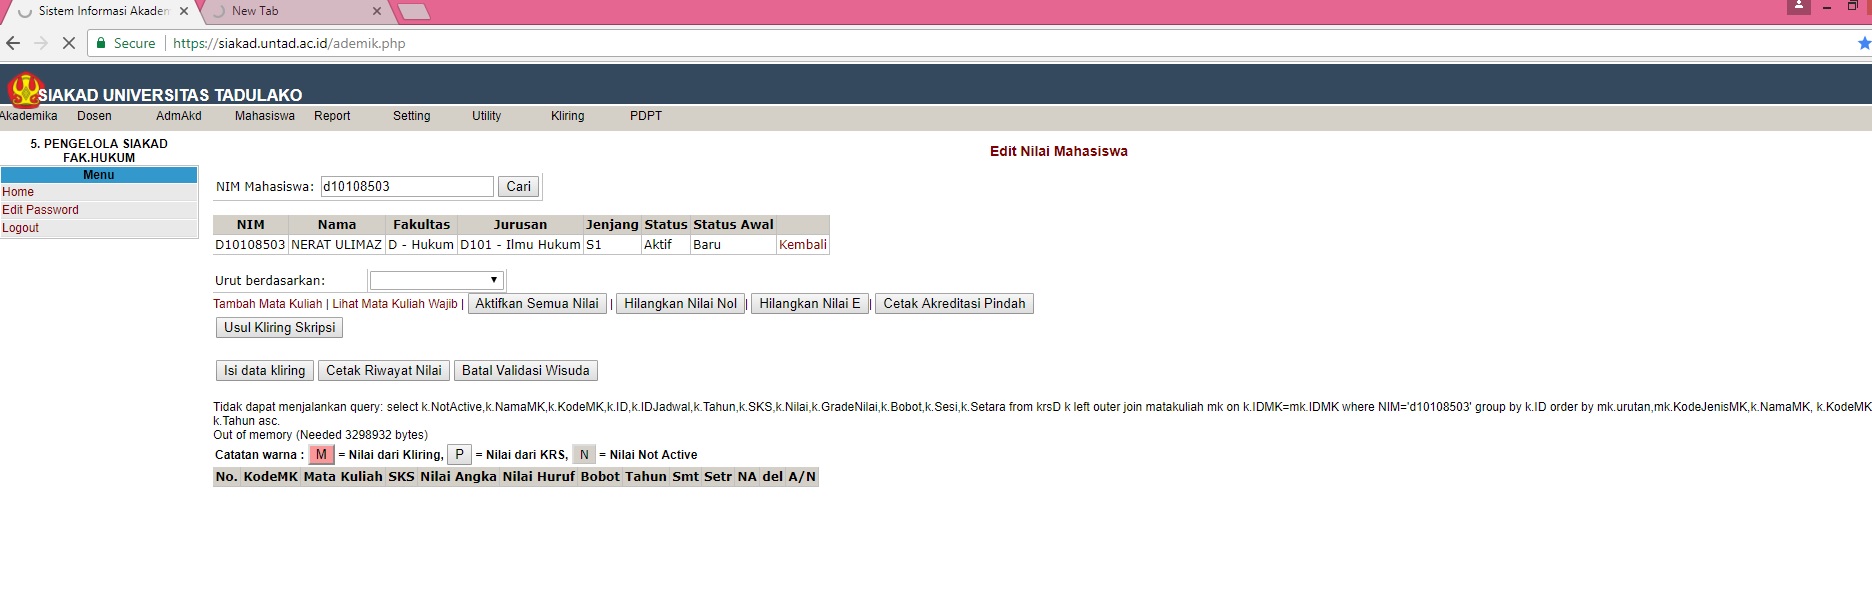 Sistem Informasi Akadem
New Tab
Secure
https://siakad.untad.ac.id/ademik.php
SIAKAD UNIVERSITAS TADULAKO
Akademika Dosen AdmAkd Mahasiswa Report Setting Utility Kliring PDPT
5. PENGELOLA SIAKAD
FAK.HUKUM
Menu
Home
Edit Password
Logout
Edit Nilai Mahasiswa
NIM Mahasiswa: d10108503 Cari
NIM Nama Fakultas Jurusan Jenjang Status Status Awal
D10108503 NERAT ULIMAZ D - Hukum D101 - Ilmu Hukum S1 Aktif Baru Kembali
Urut berdasarkan:
Tambah Mata Kuliah | Lihat Mata Kuliah Wajib | Aktifkan Semua Nilai | Hilangkan Nilai Nol | Hilangkan Nilai E | Cetak Akreditasi Pindah
Usul Kliring Skripsi
Isi data kliring Cetak Riwayat Nilai Batal Validasi Wisuda
Tidak dapat menjalankan query: select k.NotActive,k.NamaMK,k.KodeMK,k.ID,k.IDJadwal,k.Tahun,k.SKS,k.Nilai,k.GradeNilai,k.Bobot,k.Sesi,k.Setara from krsD k left outer join matakuliah mk on k.IDMK=mk.IDMK where NIM='d10108503' group by k.ID order by mk.urutan,mk.KodeJenisMK,k.NamaMK, k.KodeMK
k.Tahun asc.
Out of memory (Needed 3298932 bytes)
Catatan warna : M = Nilai dari Kliring, P = Nilai dari KRS, N = Nilai Not Active
No. KodeMK Mata Kuliah SKS Nilai Angka Nilai Huruf Bobot Tahun Smt Setr NA del A/N